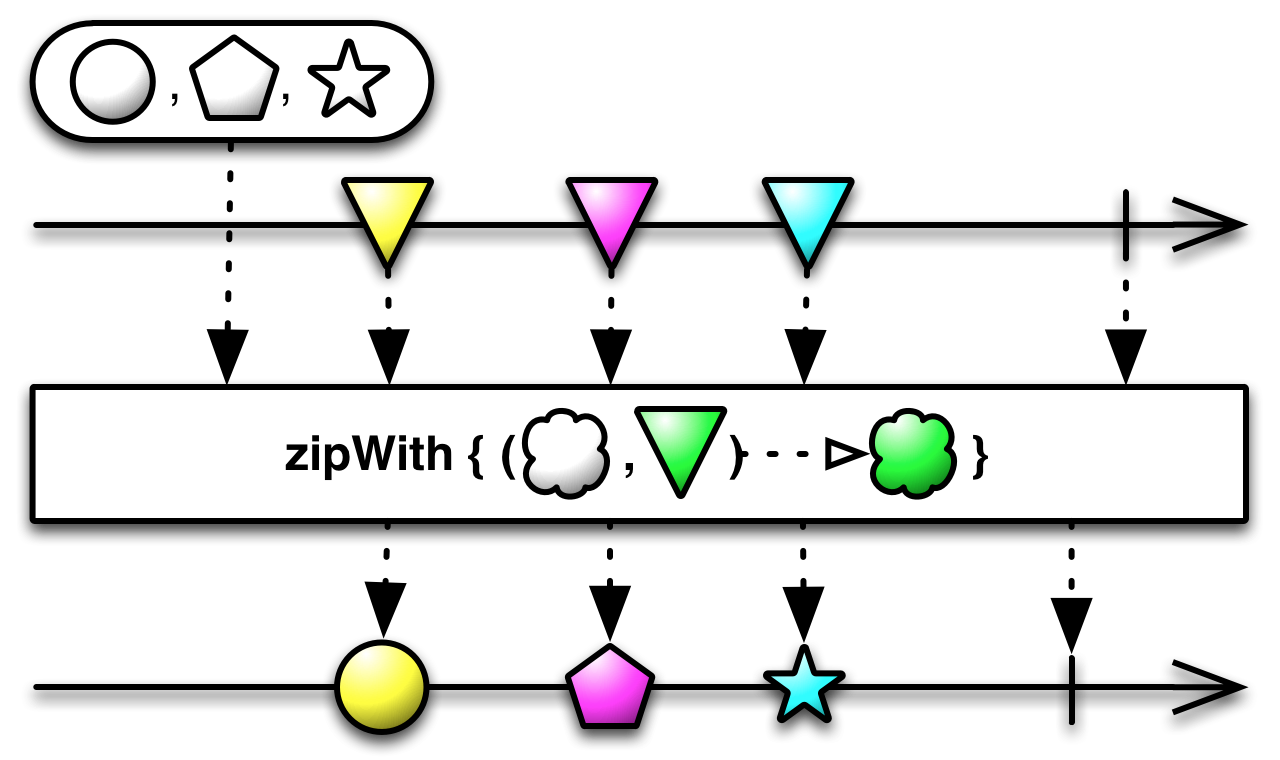 , ,
zipWith { ( , ) }